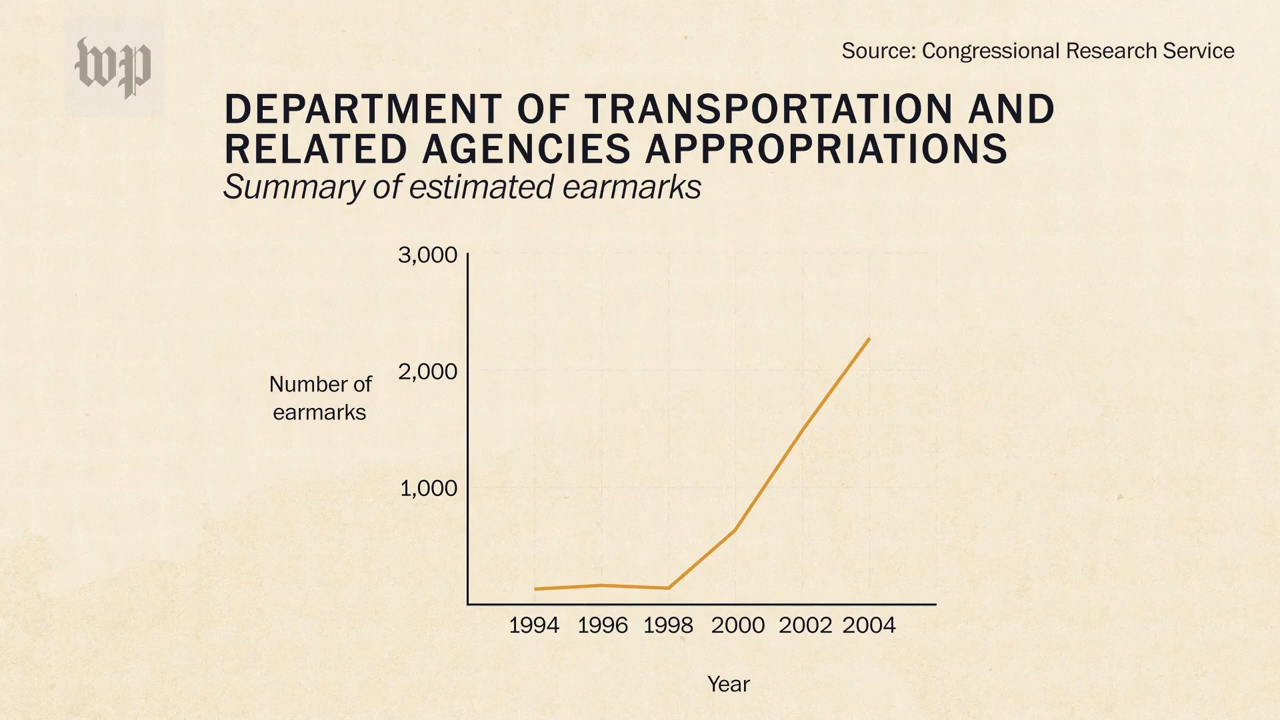 wp
Source: Congressional Research Service
DEPARTMENT OF TRANSPORTATION AND
RELATED AGENCIES APPROPRIATIONS
Summary of estimated earmarks
3,000
2,000
Number of
earmarks
1,000
1994 1996 1998 2000 2002 2004
Year